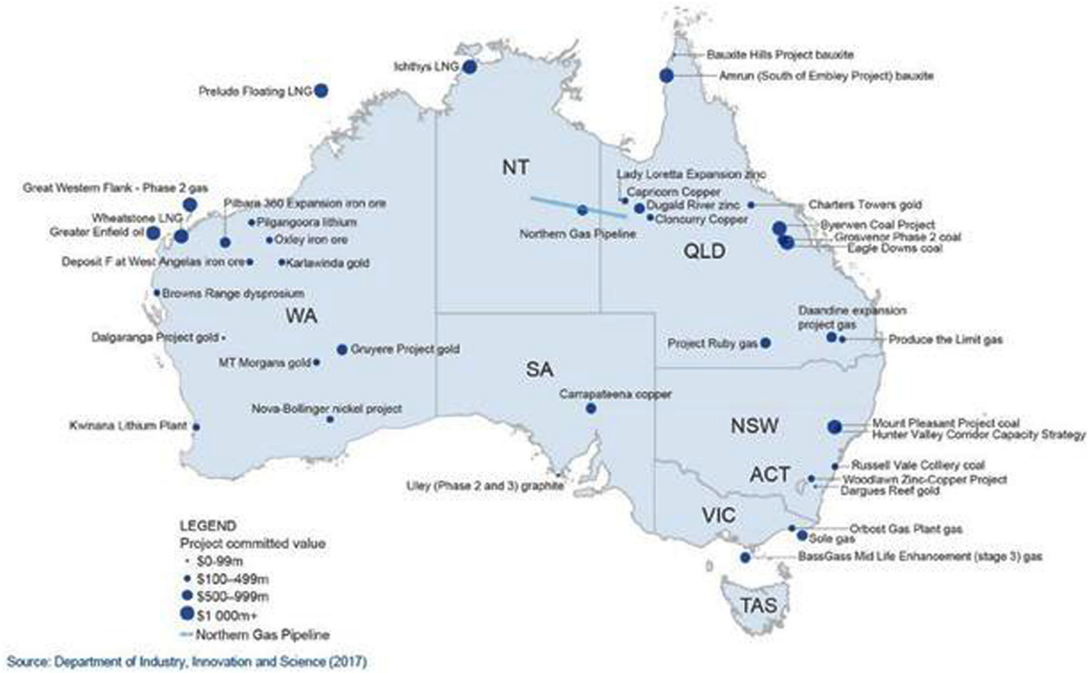 Bauxite Hills Project bauxite
Ichthys LNG
Amrun (South of Embley Project) bauxite
Prelude Floating LNG
NT
Lady Loretta Expansion zinc
Great Western Flank - Phase 2 gas
Capricorn Copper
Pilbara 360 Expansion iron ore
Dugald River zinc
Charters Towers gold
Wheatstone LNG
Pilgangoora lithium
Cloncurry Copper
Byerwen Coal Project
Greater Enfield oil
Northern Gas Pipeline
Grosvenor Phase 2 coal
Oxley iron ore
Eagle Downs coal
QLD
Deposit F at West Angelas iron ore
Karlawinda gold
Browns Range dysprosium
WA
Daandine expansion
project gas
Dalgaranga Project gold
Project Ruby gas
Produce the Limit gas
Gruyere Project gold
MT Morgans gold
SA
Carrapateena copper
Nova-Bollinger nickel project
Kwinana Lithium Plant
NSW
Mount Pleasant Project coal
Hunter Valley Corridor Capacity Strategy
Russell Vale Colliery coal
ACT
Woodlawn Zinc-Copper Project
Uley (Phase 2 and 3) graphite
Dargues Reef gold
VIC
Orbost Gas Plant gas
Sole gas
BassGass Mid Life Enhancement (stage 3) gas
TAS
LEGEND
Project committed value
$0-99m
$100–499m
$500–999m
$1 000m+
Northern Gas Pipeline
Source: Department of Industry, Innovation and Science (2017)